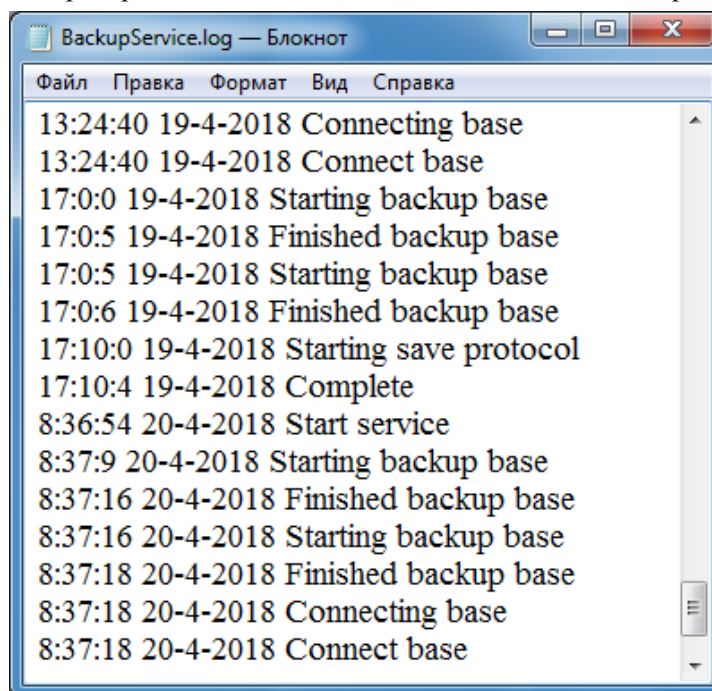 BackupService.log — Блокнот
Файл Правка Формат Вид Справка
13:24:40 19-4-2018 Connecting base
13:24:40 19-4-2018 Connect base
17:0:0 19-4-2018 Starting backup base
17:0:5 19-4-2018 Finished backup base
17:0:5 19-4-2018 Starting backup base
17:0:6 19-4-2018 Finished backup base
17:10:0 19-4-2018 Starting save protocol
17:10:4 19-4-2018 Complete
8:36:54 20-4-2018 Start service
8:37:9 20-4-2018 Starting backup base
8:37:16 20-4-2018 Finished backup base
8:37:16 20-4-2018 Starting backup base
8:37:18 20-4-2018 Finished backup base
8:37:18 20-4-2018 Connecting base
8:37:18 20-4-2018 Connect base